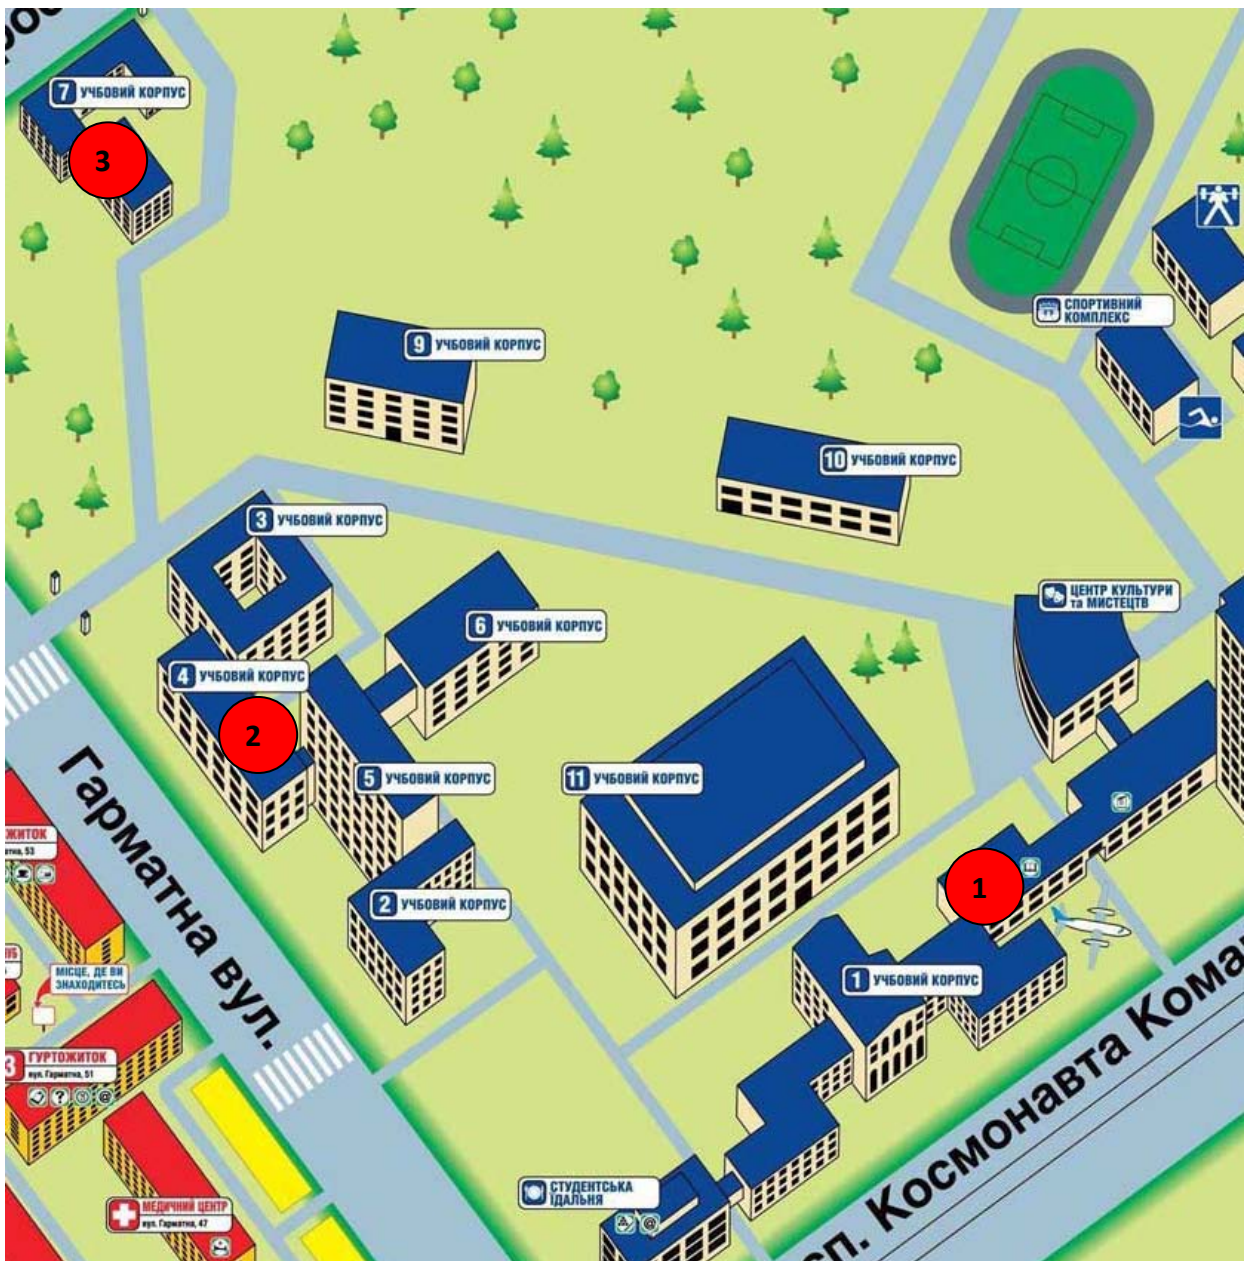 7 УЧБОВИЙ КОРПУС
3
СПОРТИВНИЙ
КОМПЛЕКС
9 УЧБОВИЙ КОРПУС
10 УЧБОВИЙ КОРПУС
3 УЧБОВИЙ КОРПУС
ЦЕНТР КУЛЬТУРИ
та МИСТЕЦТВ
6 УЧБОВИЙ КОРПУС
4 УЧБОВИЙ КОРПУС
2
5 УЧБОВИЙ КОРПУС
11 УЧБОВИЙ КОРПУС
Гарматна вул.
1
2 УЧБОВИЙ КОРПУС
МІСЦЕ, ДЕ ВИ
ЗНАХОДИТЕСЬ
1 УЧБОВИЙ КОРПУС
3 ГУРТОЖИТОК
вул. Гарматна, 51
? @
СТУДЕНТСЬКА
ЇДАЛЬНЯ
@
МЕДИЧНИЙ ЦЕНТР
вул. Гарматна, 47
сп. Космонавта Кома